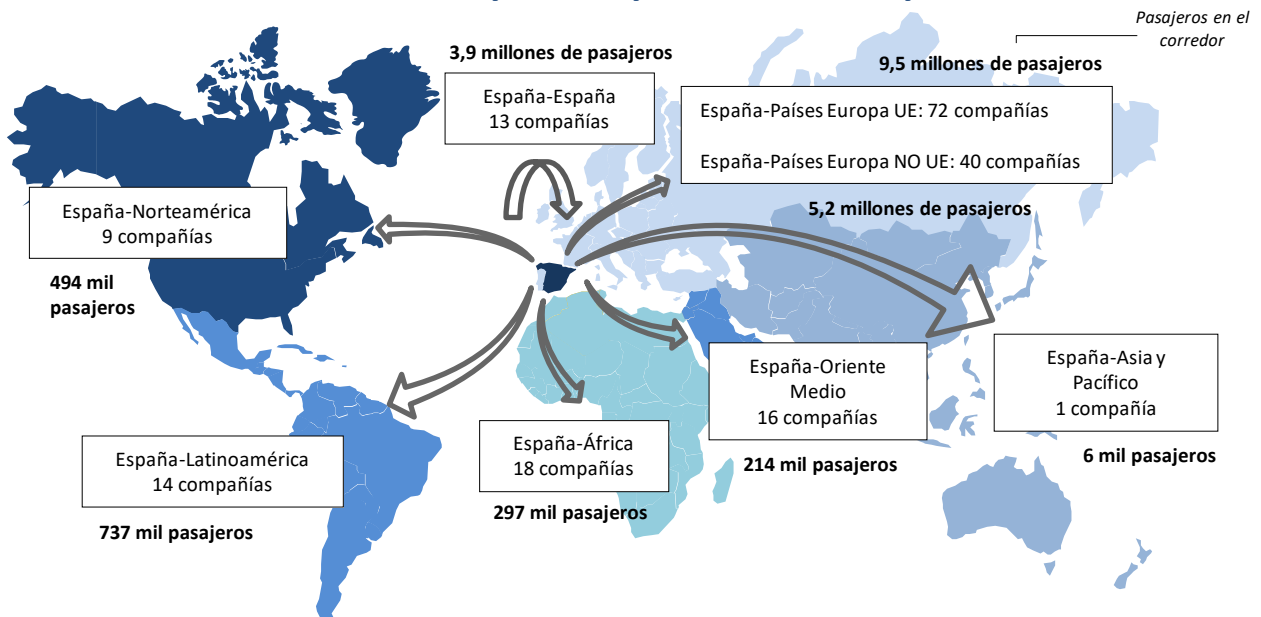 Pasajeros en el
corredor
3,9 millones de pasajeros
España-España
13 compañías
9,5 millones de pasajeros
España-Países Europa UE: 72 compañías
España-Países Europa NO UE: 40 compañías
5,2 millones de pasajeros
España-Norteamérica
9 compañías
494 mil
pasajeros
España-Oriente
Medio
16 compañías
214 mil pasajeros
España-Asia y
Pacífico
1 compañía
6 mil pasajeros
España-África
18 compañías
297 mil pasajeros
España-Latinoamérica
14 compañías
737 mil pasajeros